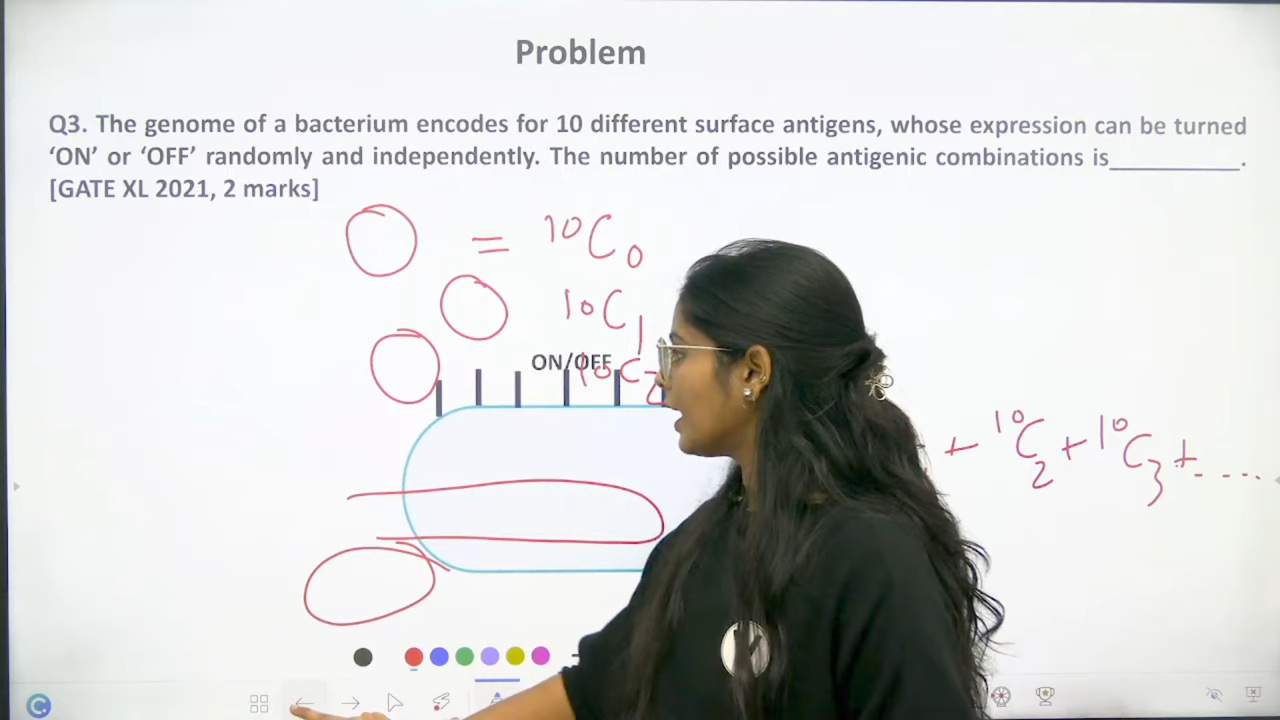 Problem
Q3. The genome of a bacterium encodes for 10 different surface antigens, whose expression can be turned
‘ON’ or ‘OFF’ randomly and independently. The number of possible antigenic combinations is__________.
[GATE XL 2021, 2 marks]
= ¹⁰C₀
¹⁰C₁
ON/OFF
¹⁰C₂
+ ¹⁰C₂ + ¹⁰C₃ + - - - - -